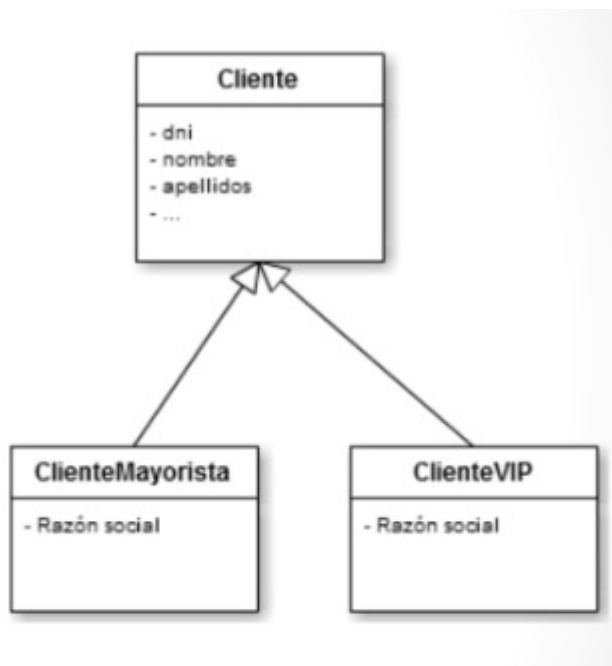 Cliente
- dni
- nombre
- apellidos
- ...
ClienteMayorista
- Razón social
ClienteVIP
- Razón social